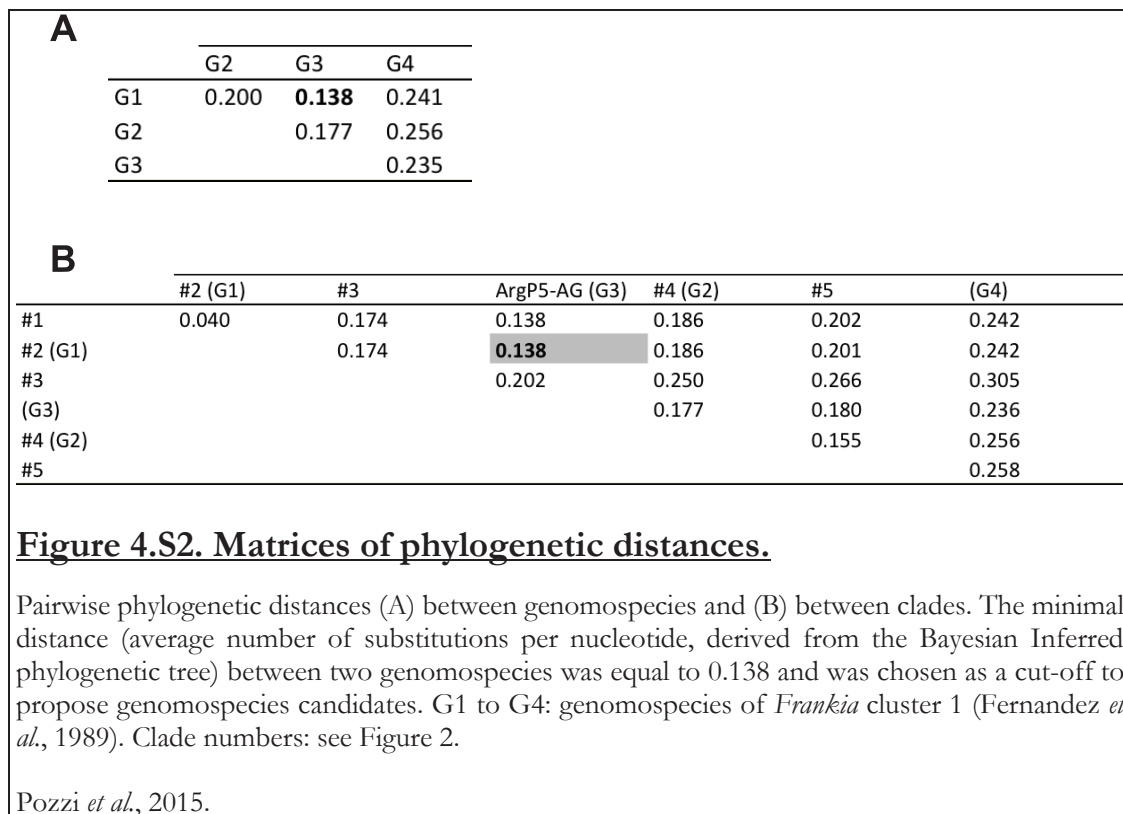 A
G2 G3 G4
G1 0.200 0.138 0.241
G2 0.177 0.256
G3 0.235
B
#2 (G1) #3 ArgP5-AG (G3) #4 (G2) #5 (G4)
#1 0.040 0.174 0.138 0.186 0.202 0.242
#2 (G1) 0.174 0.138 0.186 0.201 0.242
#3 0.202 0.250 0.266 0.305
(G3) 0.177 0.180 0.236
#4 (G2) 0.155 0.256
#5 0.258
Figure 4.S2. Matrices of phylogenetic distances.
Pairwise phylogenetic distances (A) between genomospecies and (B) between clades. The minimal
distance (average number of substitutions per nucleotide, derived from the Bayesian Inferred
phylogenetic tree) between two genomospecies was equal to 0.138 and was chosen as a cut-off to
propose genomospecies candidates. G1 to G4: genomospecies of Frankia cluster 1 (Fernandez et
al., 1989). Clade numbers: see Figure 2.
Pozzi et al., 2015.